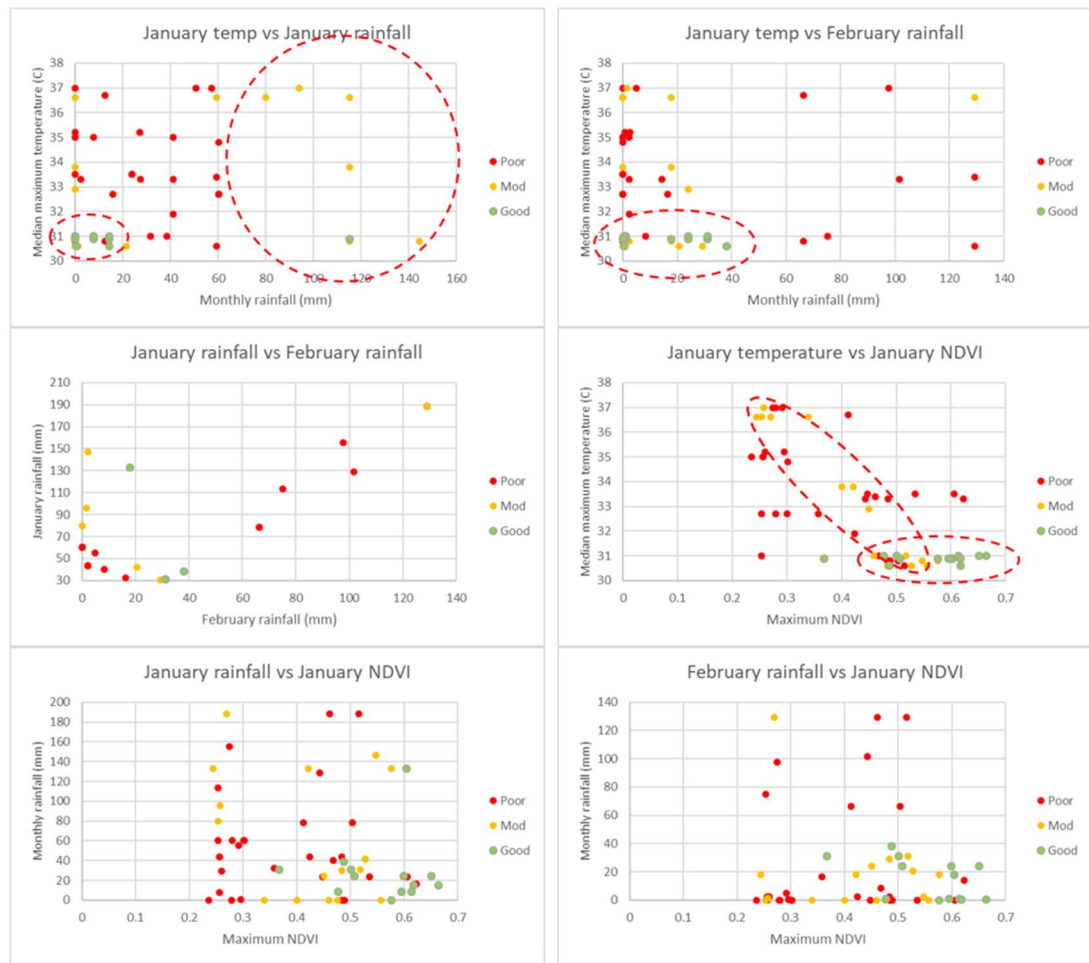 January temp vs January rainfall
Median maximum temperature (C)
38
37
36
35
34
33
32
31
30
0 20 40 60 80 100 120 140 160
Monthly rainfall (mm)
Poor
Mod
Good
January temp vs February rainfall
Median maximum temperature (C)
38
37
36
35
34
33
32
31
30
0 20 40 60 80 100 120 140
Monthly rainfall (mm)
Poor
Mod
Good
January rainfall vs February rainfall
January rainfall (mm)
210
190
170
150
130
110
90
70
50
30
0 20 40 60 80 100 120 140
February rainfall (mm)
Poor
Mod
Good
January temperature vs January NDVI
Median maximum temperature (C)
38
37
36
35
34
33
32
31
30
0 0.1 0.2 0.3 0.4 0.5 0.6 0.7
Maximum NDVI
Poor
Mod
Good
January rainfall vs January NDVI
Monthly rainfall (mm)
200
180
160
140
120
100
80
60
40
20
0
0 0.1 0.2 0.3 0.4 0.5 0.6 0.7
Maximum NDVI
Poor
Mod
Good
February rainfall vs January NDVI
Monthly rainfall (mm)
140
120
100
80
60
40
20
0
0 0.1 0.2 0.3 0.4 0.5 0.6 0.7
Maximum NDVI
Poor
Mod
Good